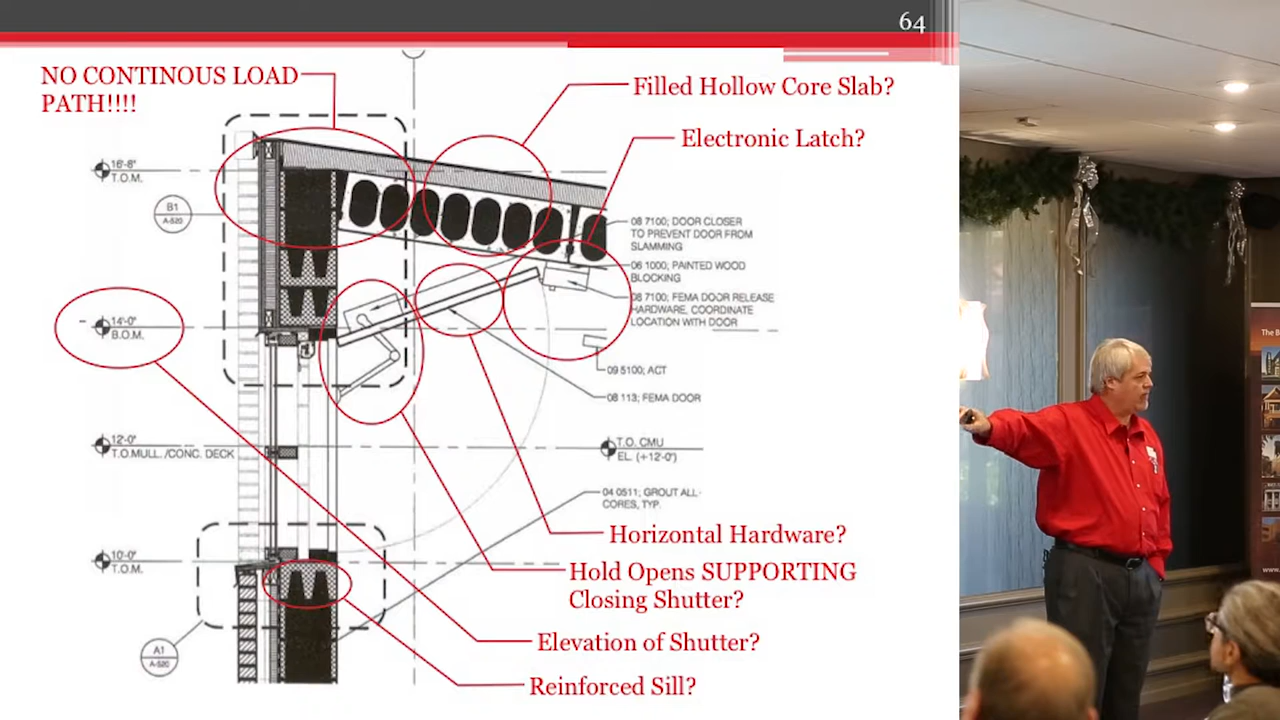 64
NO CONTINOUS LOAD
PATH!!!!
Filled Hollow Core Slab?
Electronic Latch?
16'-8"
T.O.M.
B1
A-520
08 7100; DOOR CLOSER
TO PREVENT DOOR FROM
SLAMMING
06 1000; PAINTED WOOD
BLOCKING
08 7100; FEMA DOOR RELEASE
HARDWARE, COORDINATE
LOCATION WITH DOOR
14'-0"
B.O.M.
09 5100; ACT
08 113; FEMA DOOR
12'-0"
T.O.MULL. /CONC. DECK
T.O. CMU
EL. (+12'-0")
04 0511; GROUT ALL
CORES, TYP.
10'-0"
T.O.M.
Horizontal Hardware?
Hold Opens SUPPORTING
Closing Shutter?
Elevation of Shutter?
A1
A-520
Reinforced Sill?